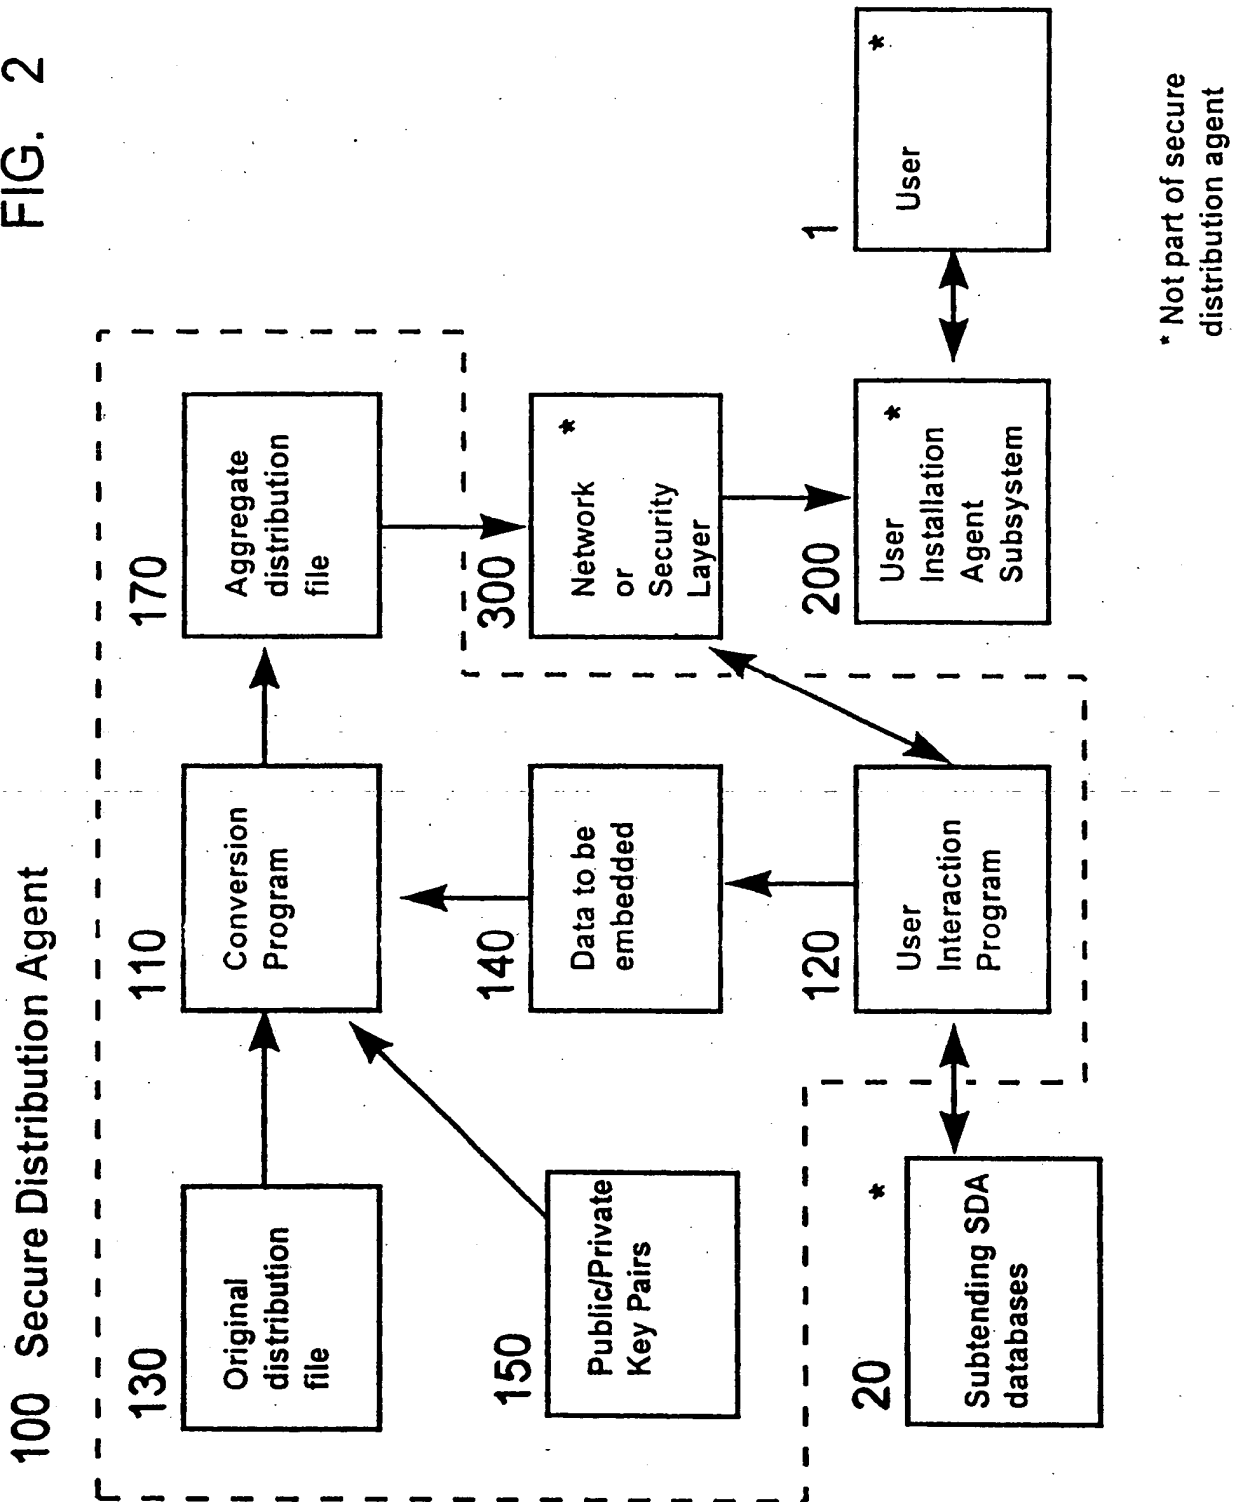 FIG. 2
100 Secure Distribution Agent
130
Original
distribution
file
110
Conversion
Program
170
Aggregate
distribution
file
150
Public/Private
Key Pairs
140
Data to be
embedded
300
*
Network
or
Security
Layer
20
*
Subtending SDA
databases
120
User
Interaction
Program
200
*
User
Installation
Agent
Subsystem
1
*
User
* Not part of secure
distribution agent